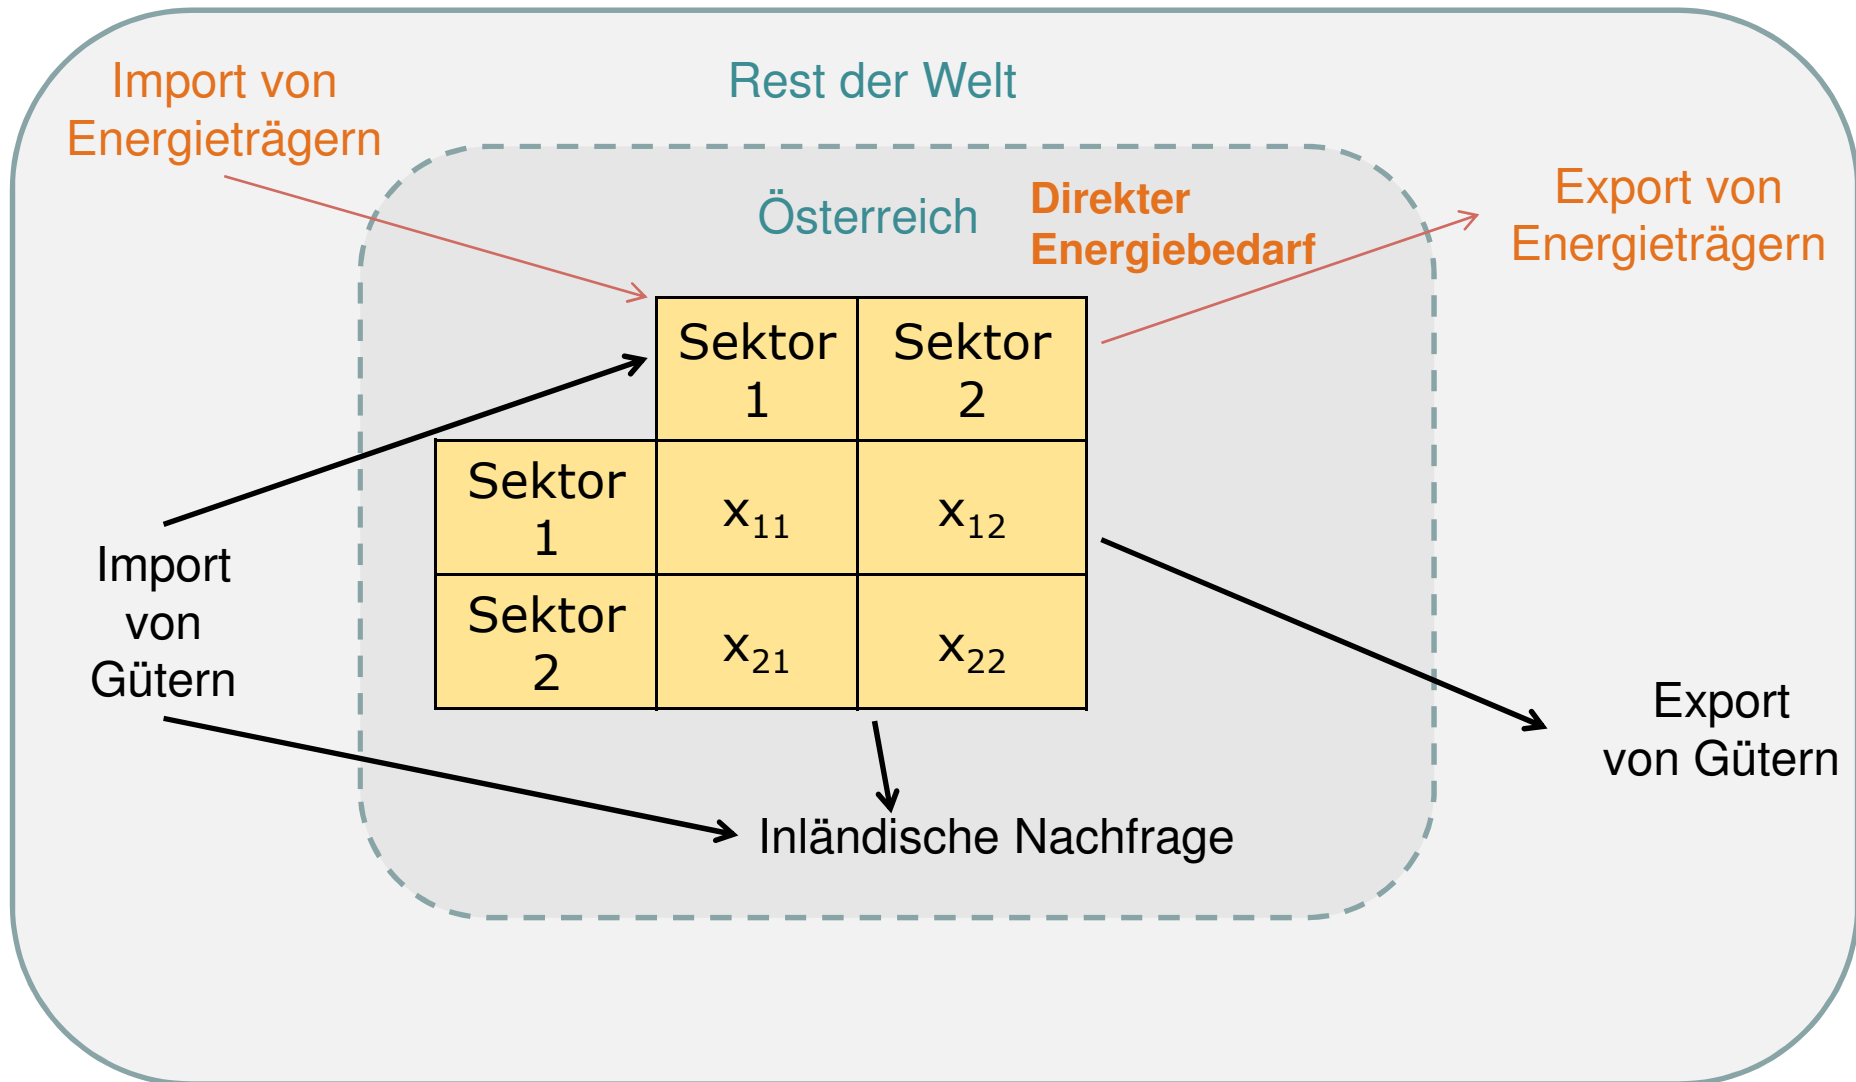 Import von
Energieträgern
Rest der Welt
Österreich
Direkter
Energiebedarf
Export von
Energieträgern
Sektor
1
Sektor
2
Sektor
1
x₁₁
x₁₂
Sektor
2
x₂₁
x₂₂
Import
von
Gütern
Export
von Gütern
Inländische Nachfrage